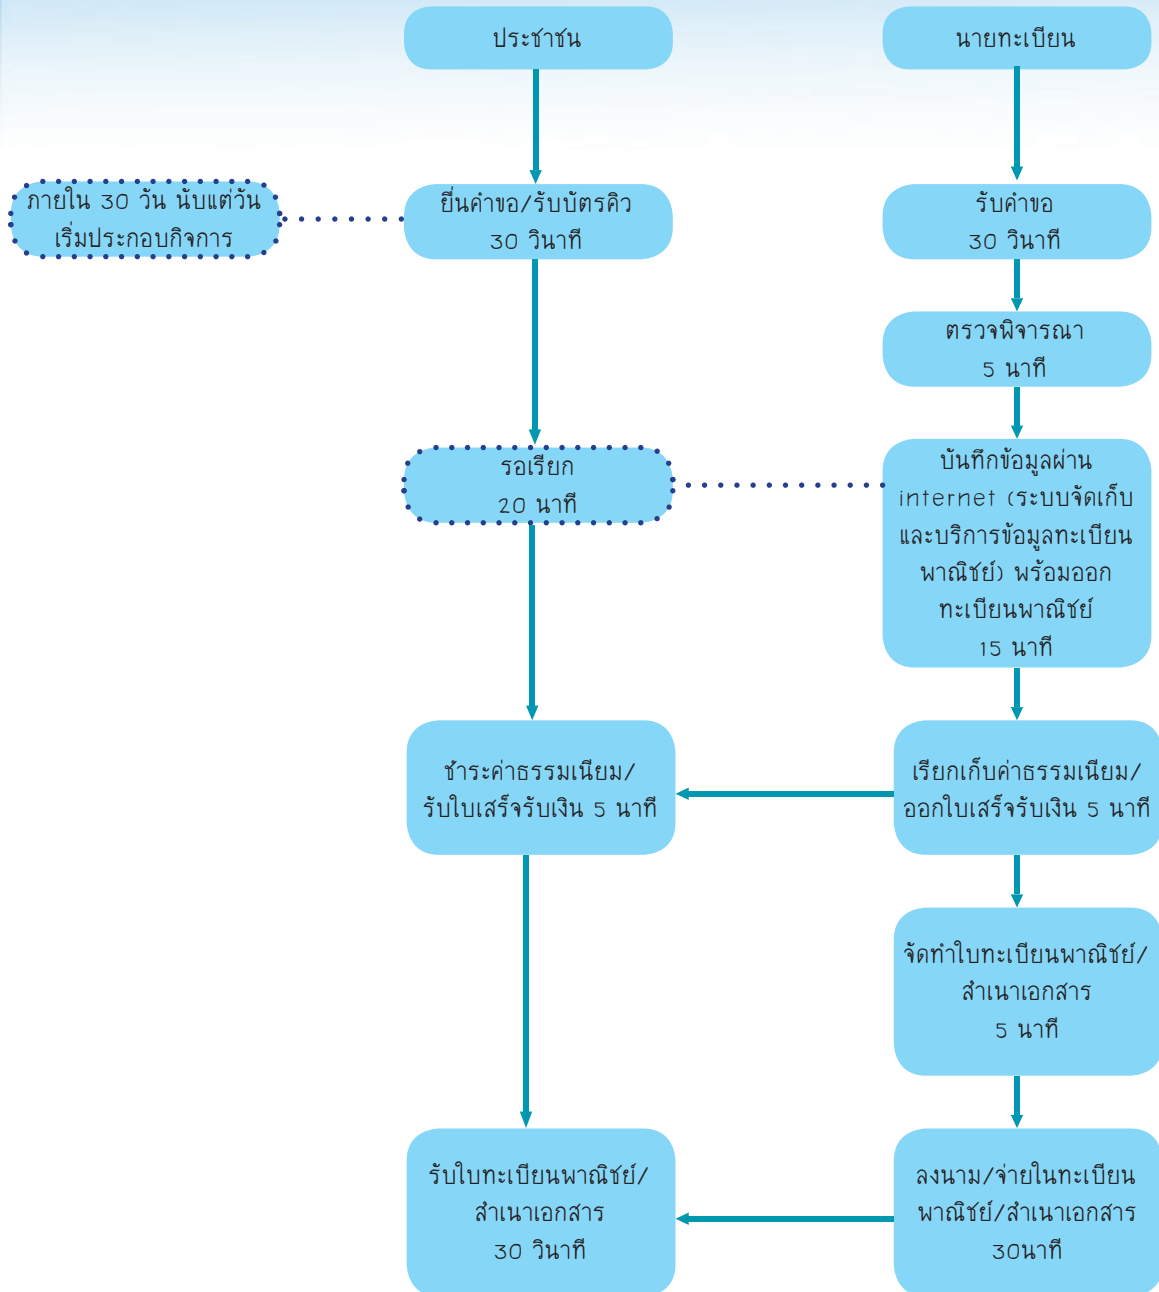 ประชาชน
นายทะเบียน
ภายใน 30 วัน นับแต่วัน
เริ่มประกอบกิจการ
ยื่นคำขอ/รับบัตรคิว
30 วินาที
รับคำขอ
30 วินาที
ตรวจพิจารณา
5 นาที
รอเรียก
20 นาที
บันทึกข้อมูลผ่าน
internet (ระบบจัดเก็บ
และบริการข้อมูลทะเบียน
พาณิชย์) พร้อมออก
ทะเบียนพาณิชย์
15 นาที
ชำระค่าธรรมเนียม/
รับใบเสร็จรับเงิน 5 นาที
เรียกเก็บค่าธรรมเนียม/
ออกใบเสร็จรับเงิน 5 นาที
จัดทำใบทะเบียนพาณิชย์/
สำเนาเอกสาร
5 นาที
รับใบทะเบียนพาณิชย์/
สำเนาเอกสาร
30 วินาที
ลงนาม/จ่ายในทะเบียน
พาณิชย์/สำเนาเอกสาร
30นาที